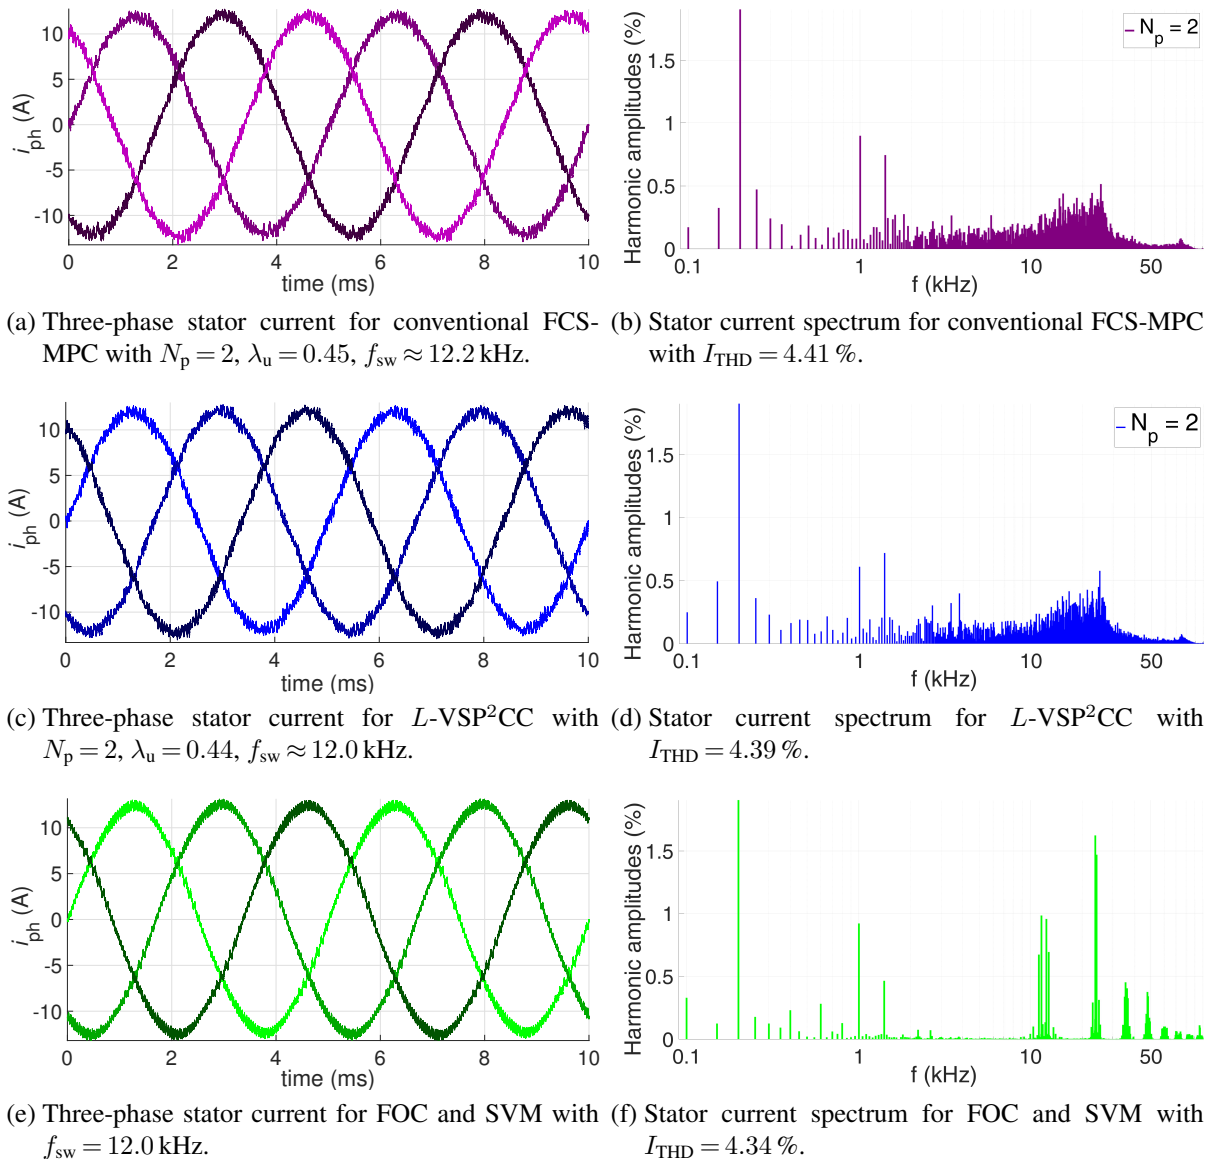 10
5
0
-5
-10
i_ph (A)
0 2 4 6 8 10
time (ms)
1.5
1
0.5
0
Harmonic amplitudes (%)
N_p = 2
0.1 1 10 50
f (kHz)
(a) Three-phase stator current for conventional FCS-
MPC with N_p = 2, λ_u = 0.45, f_sw ≈ 12.2 kHz.
(b) Stator current spectrum for conventional FCS-MPC
with I_THD = 4.41 %.
10
5
0
-5
-10
i_ph (A)
0 2 4 6 8 10
time (ms)
1.5
1
0.5
0
Harmonic amplitudes (%)
N_p = 2
0.1 1 10 50
f (kHz)
(c) Three-phase stator current for L-VSP²CC with
N_p = 2, λ_u = 0.44, f_sw ≈ 12.0 kHz.
(d) Stator current spectrum for L-VSP²CC with
I_THD = 4.39 %.
10
5
0
-5
-10
i_ph (A)
0 2 4 6 8 10
time (ms)
1.5
1
0.5
0
Harmonic amplitudes (%)
0.1 1 10 50
f (kHz)
(e) Three-phase stator current for FOC and SVM with
f_sw = 12.0 kHz.
(f) Stator current spectrum for FOC and SVM with
I_THD = 4.34 %.